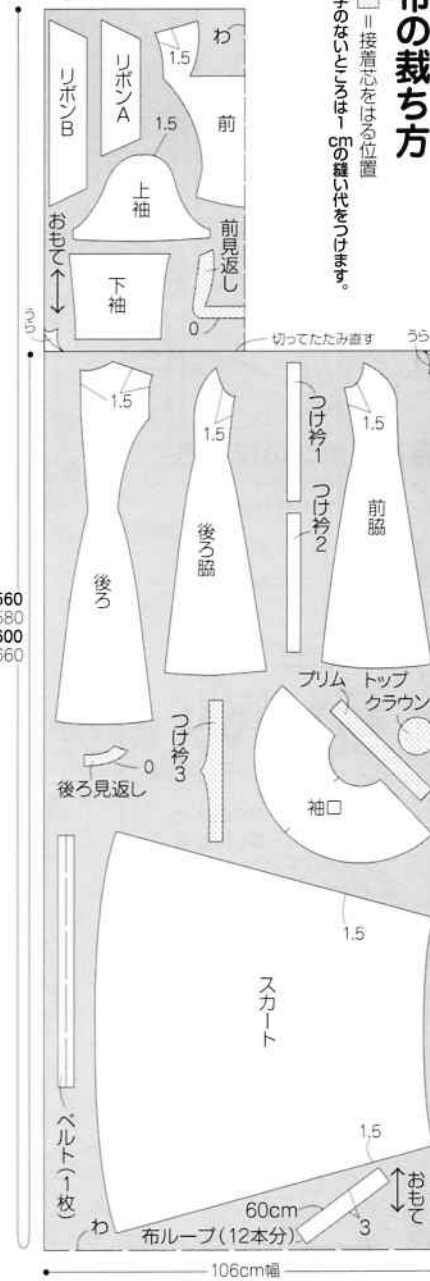 布の裁ち方
＝接着芯をはる位置
字のないところは1cmの縫い代をつけます。
わ
リボンB
リボンA
1.5
前
1.5
上袖
おもて
下袖
前見返し
0
うら
切ってたたみ直す
うら
1.5
1.5
つけ衿1
1.5
後ろ
後ろ脇
つけ衿2
前脇
560
580
600
660
ブリム
トップ
クラウン
つけ衿3
0
後ろ見返し
袖口
1.5
スカート
ベルト(1枚)
1.5
おもて
60cm
3
わ
布ループ(12本分)
106cm幅